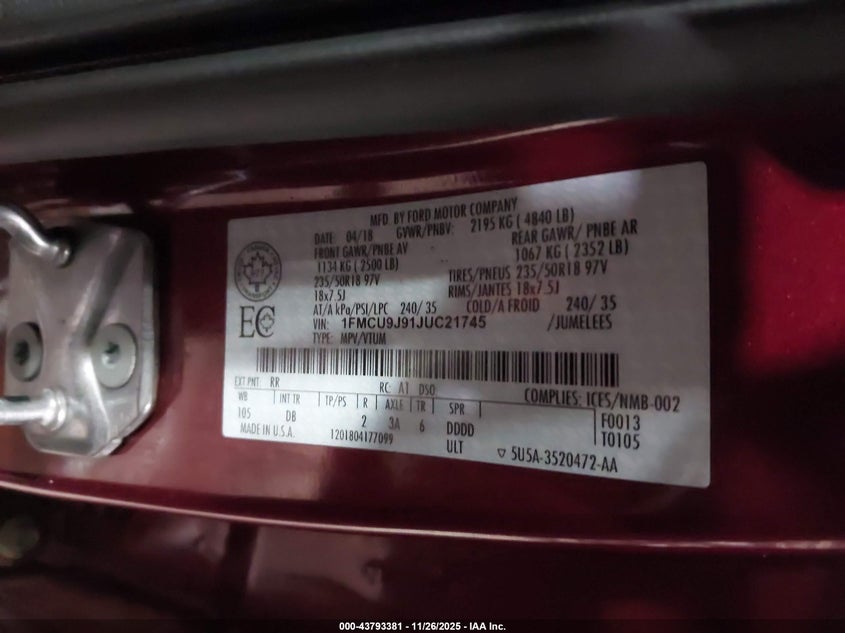 MFD. BY FORD MOTOR COMPANY
DATE: 04/18 GVWR/PNBV: 2195 KG ( 4840 LB)
FRONT GAWR/PNBE AV REAR GAWR/ PNBE AR
1134 KG ( 2500 LB) 1067 KG ( 2352 LB)
235/50R18 97V TIRES/PNEUS 235/50R18 97V
18x7.5J RIMS/JANTES 18x7.5J
AT/A kPa/PSI/LPC 240/ 35 COLD/A FROID 240/ 35
EC VIN: 1FMCU9J91JUC21745 /JUMELEES
TYPE: MPV/VTUM
EXT PNT: RR RC: A1 DSO COMPLIES: ICES/NMB-002
WB INT TR TP/PS R AXLE TR SPR F0013
105 DB 2 3A 6 DDDD T0105
MADE IN U.S.A. 1201804177099 ULT 5U5A-3520472-AA
000-43793381 - 11/26/2025 - IAA Inc.